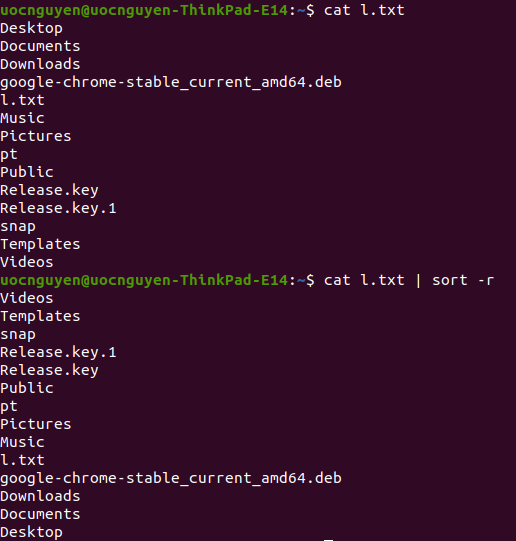 uocnguyen@uocnguyen-ThinkPad-E14:~$ cat l.txt
Desktop
Documents
Downloads
google-chrome-stable_current_amd64.deb
l.txt
Music
Pictures
pt
Public
Release.key
Release.key.1
snap
Templates
Videos
uocnguyen@uocnguyen-ThinkPad-E14:~$ cat l.txt | sort -r
Videos
Templates
snap
Release.key.1
Release.key
Public
pt
Pictures
Music
l.txt
google-chrome-stable_current_amd64.deb
Downloads
Documents
Desktop